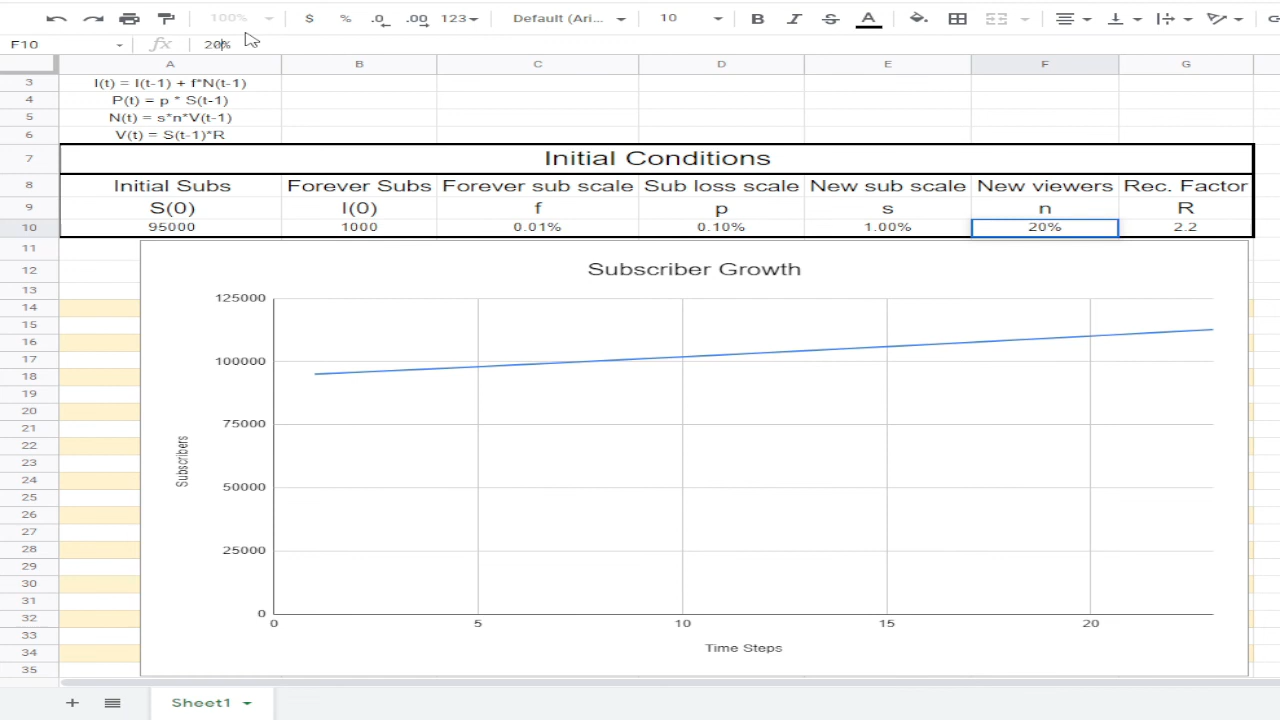 100% $ % .0 .00 123 Default (Ari... 10 B I S A
F10 fx 20%
A B C D E F G
3 I(t) = I(t-1) + f*N(t-1)
4 P(t) = p * S(t-1)
5 N(t) = s*n*V(t-1)
6 V(t) = S(t-1)*R
7 Initial Conditions
8 Initial Subs Forever Subs Forever sub scale Sub loss scale New sub scale New viewers Rec. Factor
9 S(0) I(0) f p s n R
10 95000 1000 0.01% 0.10% 1.00% 20% 2.2
11
12 Subscriber Growth
13
14 125000
15
16
17 100000
18
19
20
21 75000
22
23 Subscribers
24
25 50000
26
27
28 25000
29
30
31
32 0
33 0 5 10 15 20
34 Time Steps
35
Sheet1